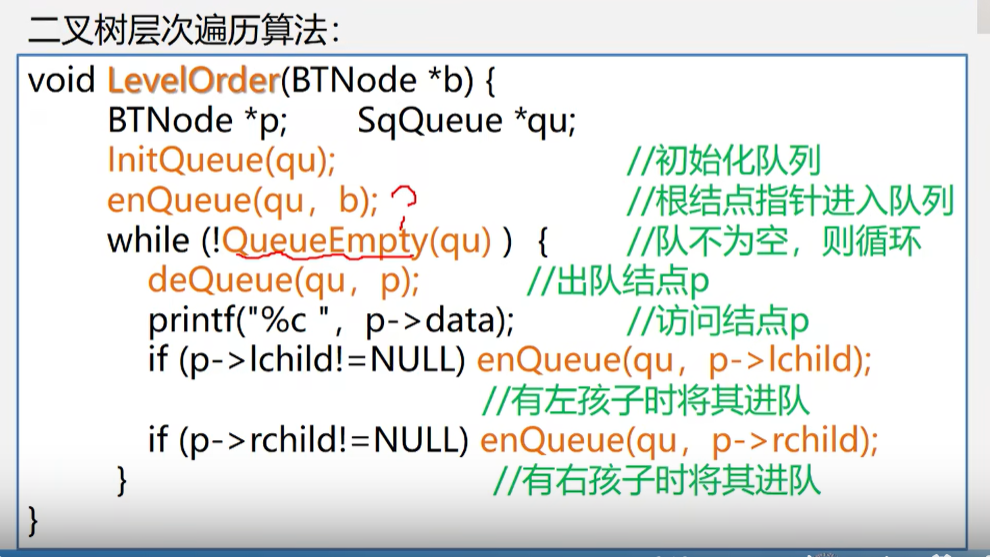 二叉树层次遍历算法：
void LevelOrder(BTNode *b) {
BTNode *p; SqQueue *qu;
InitQueue(qu); //初始化队列
enQueue(qu，b); ? //根结点指针进入队列
while (!QueueEmpty(qu) ) { //队不为空，则循环
deQueue(qu，p); //出队结点p
printf("%c "，p->data); //访问结点p
if (p->lchild!=NULL) enQueue(qu，p->lchild);
//有左孩子时将其进队
if (p->rchild!=NULL) enQueue(qu，p->rchild);
} //有右孩子时将其进队
}